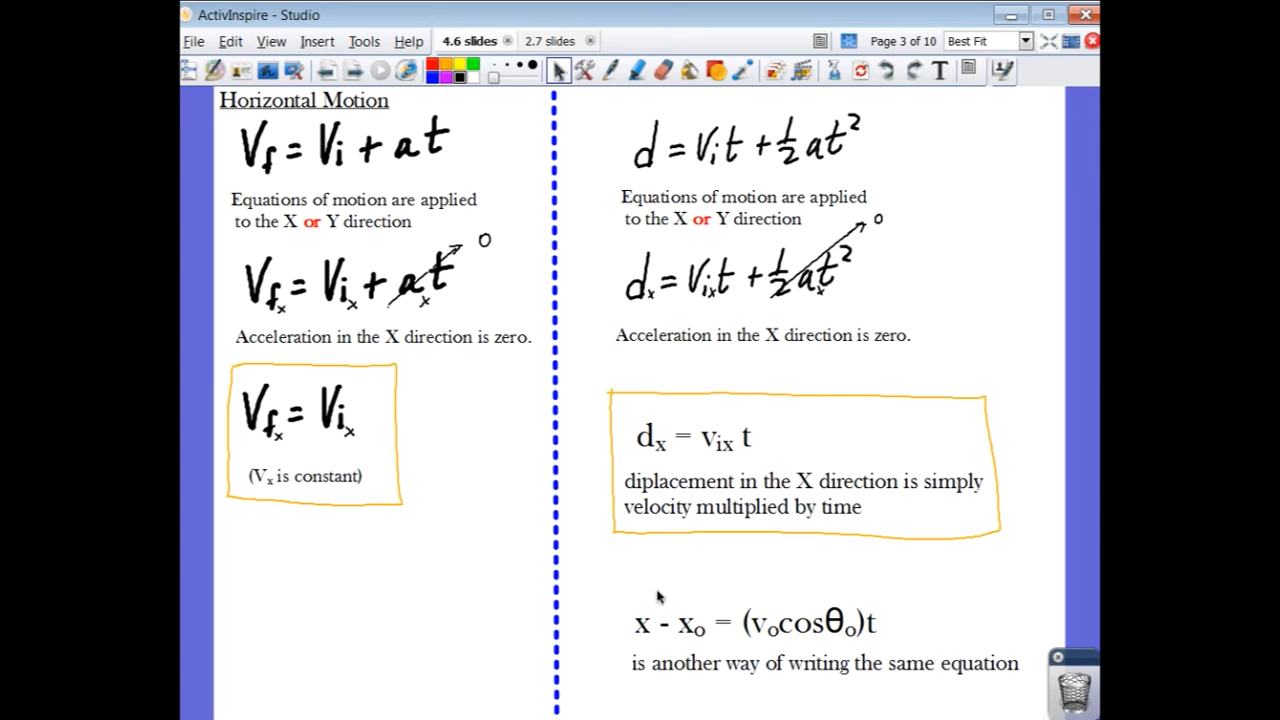 ActivInspire - Studio
File Edit View Insert Tools Help 4.6 slides 2.7 slides Page 3 of 10 Best Fit
Horizontal Motion
Vf = Vi + at
Equations of motion are applied
to the X or Y direction
Vfx = Vix + axt 0
Acceleration in the X direction is zero.
Vfx = Vix
(Vx is constant)
d = Vit + 1/2 at²
Equations of motion are applied
to the X or Y direction
dx = Vixt + 1/2 axt² 0
Acceleration in the X direction is zero.
dx = vix t
diplacement in the X direction is simply
velocity multiplied by time
x - xo = (vocosθo)t
is another way of writing the same equation